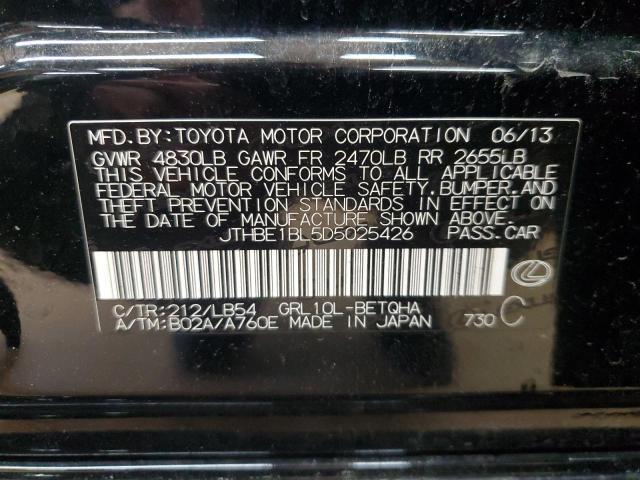 MFD. BY: TOYOTA MOTOR CORPORATION 06/13
GVWR 4830LB GAWR FR 2470LB RR 2655LB
THIS VEHICLE CONFORMS TO ALL APPLICABLE
FEDERAL MOTOR VEHICLE SAFETY, BUMPER, AND
THEFT PREVENTION STANDARDS IN EFFECT ON
THE DATE OF MANUFACTURE SHOWN ABOVE.
JTHBE1BL5D5025426 PASS. CAR
C/TR: 212/LB54 GRL10L-BETQHA
A/TM: B02A/A760E MADE IN JAPAN 730 C